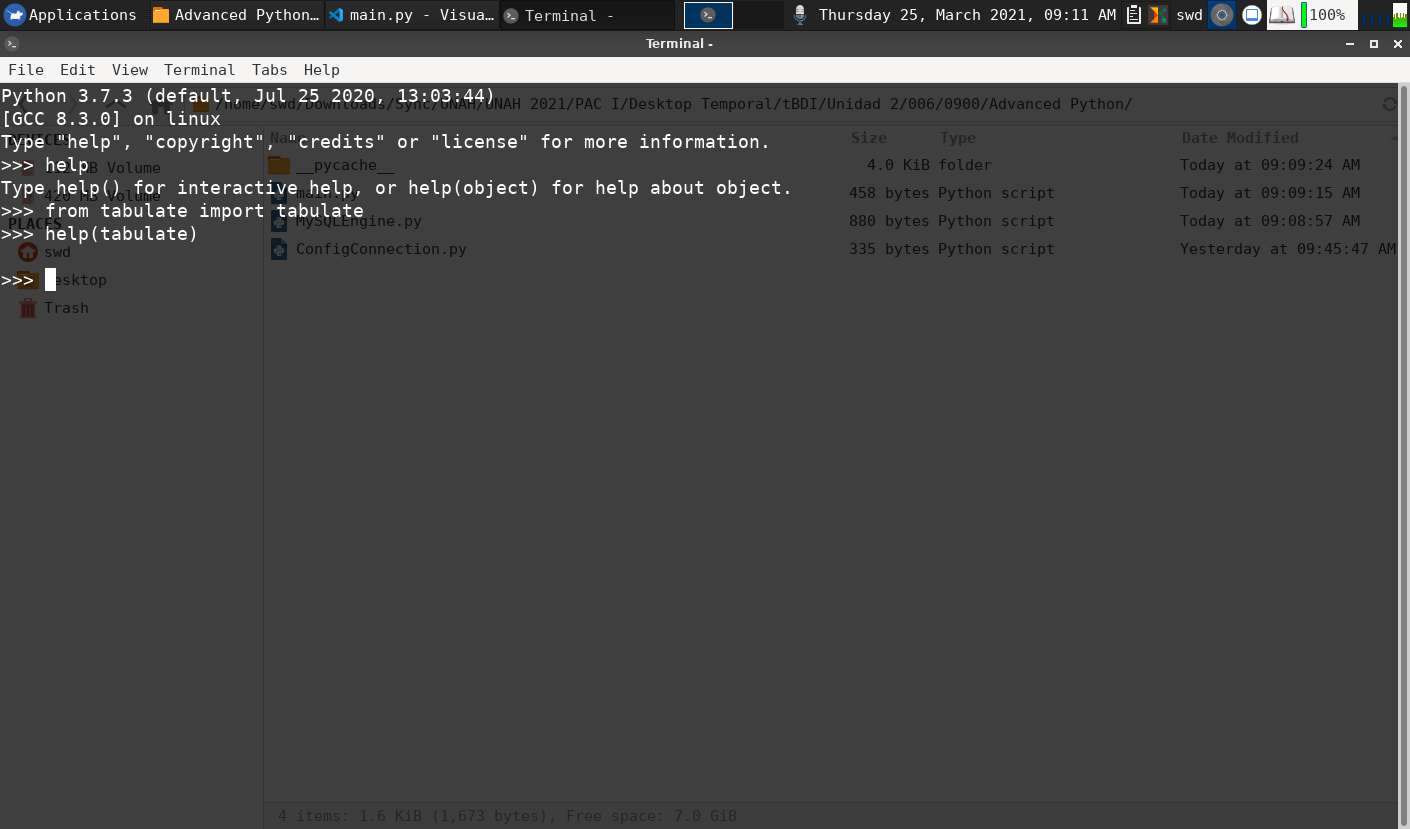 Applications Advanced Python… main.py - Visua… Terminal - Thursday 25, March 2021, 09:11 AM swd 100%
Terminal -
File Edit View Terminal Tabs Help
Python 3.7.3 (default, Jul 25 2020, 13:03:44)
/home/swd/Downloads/Sync/UNAH/UNAH 2021/PAC I/Desktop Temporal/tBDI/Unidad 2/006/0900/Advanced Python/
[GCC 8.3.0] on linux
DEVICES Name Size Type Date Modified
Type "help", "copyright", "credits" or "license" for more information.
>>> help
Volume __pycache__ 4.0 KiB folder Today at 09:09:24 AM
Type help() for interactive help, or help(object) for help about object.
420 MB Volume main.py 458 bytes Python script Today at 09:09:15 AM
>>> from tabulate import tabulate
PLACES MySQLEngine.py 880 bytes Python script Today at 09:08:57 AM
>>> help(tabulate)
swd ConfigConnection.py 335 bytes Python script Yesterday at 09:45:47 AM
>>>
Desktop
Trash
4 items: 1.6 KiB (1,673 bytes), Free space: 7.0 GiB